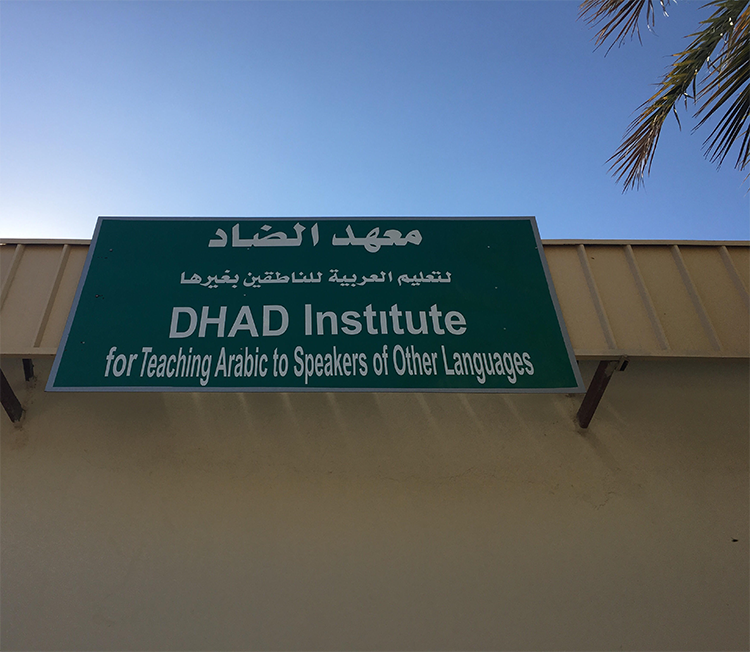 معهد الضاد
لتعليم العربية للناطقين بغيرها
DHAD Institute
for Teaching Arabic to Speakers of Other Languages